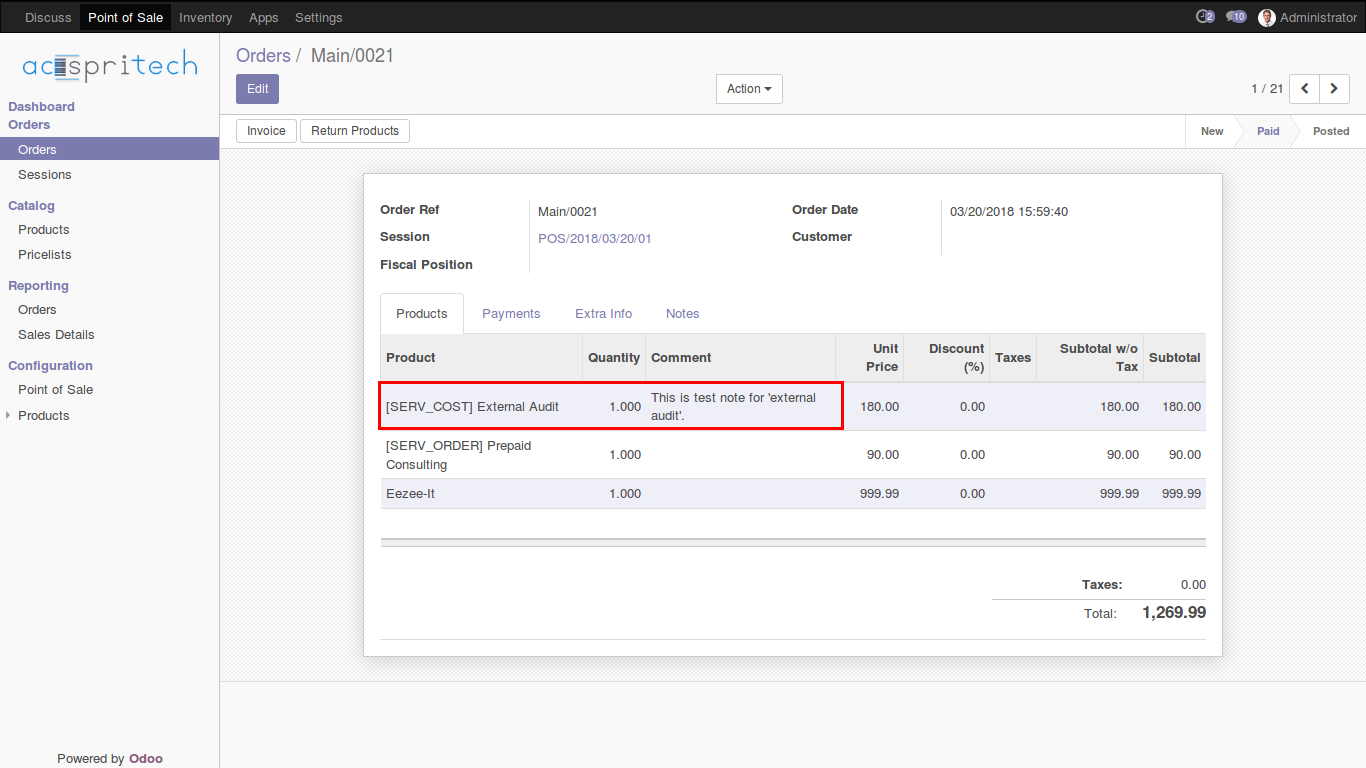 Discuss Point of Sale Inventory Apps Settings 2 10 Administrator
acespritech
Dashboard
Orders
Orders
Sessions
Catalog
Products
Pricelists
Reporting
Orders
Sales Details
Configuration
Point of Sale
Products
Powered by Odoo
Orders / Main/0021
Edit Action 1 / 21
Invoice Return Products New Paid Posted
Order Ref Main/0021 Order Date 03/20/2018 15:59:40
Session POS/2018/03/20/01 Customer
Fiscal Position
Products Payments Extra Info Notes
Product Quantity Comment Unit Price Discount (%) Taxes Subtotal w/o Tax Subtotal
[SERV_COST] External Audit 1.000 This is test note for 'external audit'. 180.00 0.00 180.00 180.00
[SERV_ORDER] Prepaid Consulting 1.000 90.00 0.00 90.00 90.00
Eezee-It 1.000 999.99 0.00 999.99 999.99
Taxes: 0.00
Total: 1,269.99